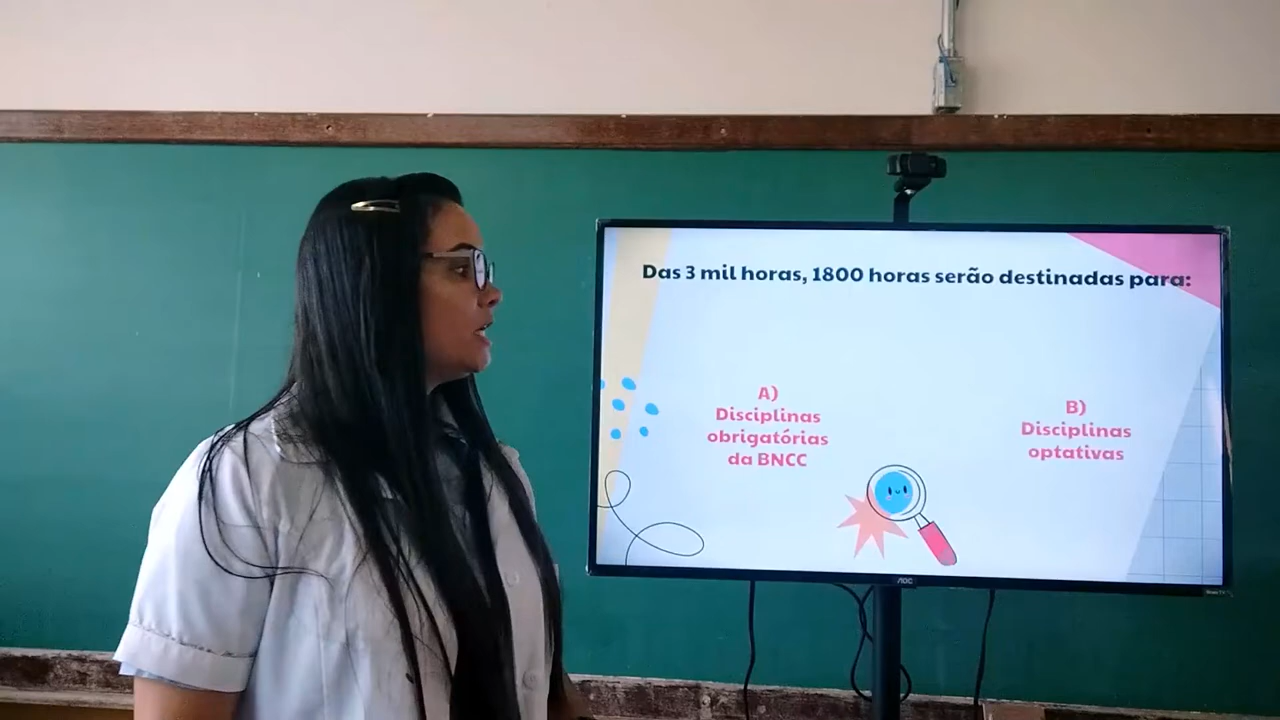 Das 3 mil horas, 1800 horas serão destinadas para:
A)
Disciplinas
obrigatórias
da BNCC
B)
Disciplinas
optativas
AOC